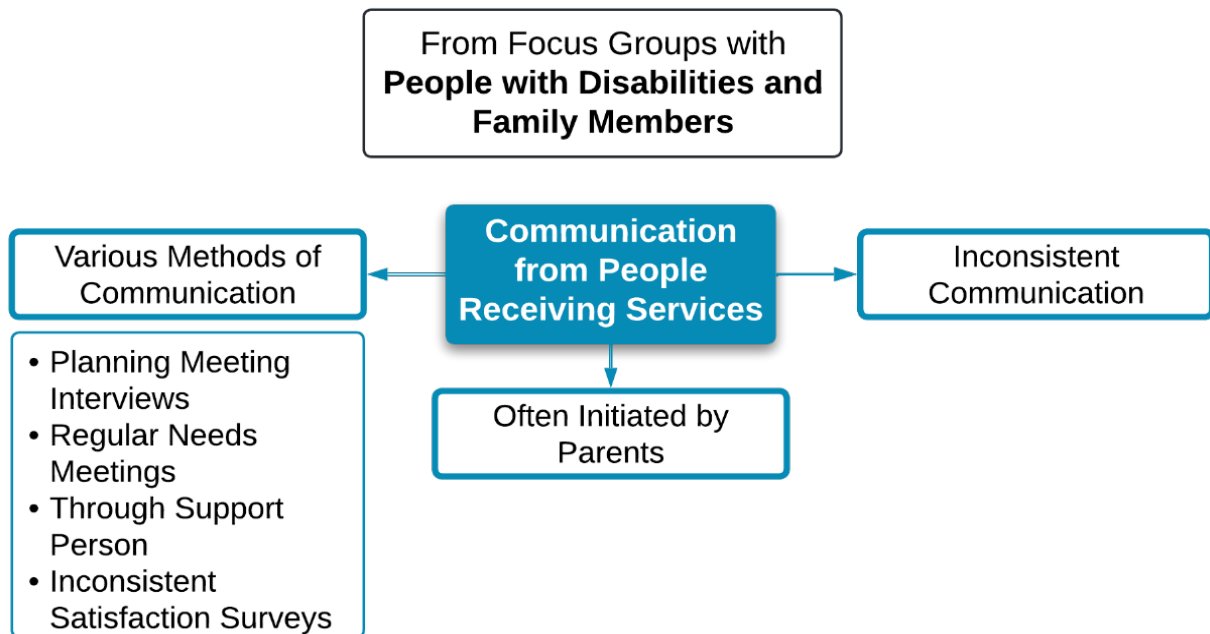 From Focus Groups with
People with Disabilities and
Family Members
Communication
from People
Receiving Services
Various Methods of
Communication
• Planning Meeting
Interviews
• Regular Needs
Meetings
• Through Support
Person
• Inconsistent
Satisfaction Surveys
Often Initiated by
Parents
Inconsistent
Communication